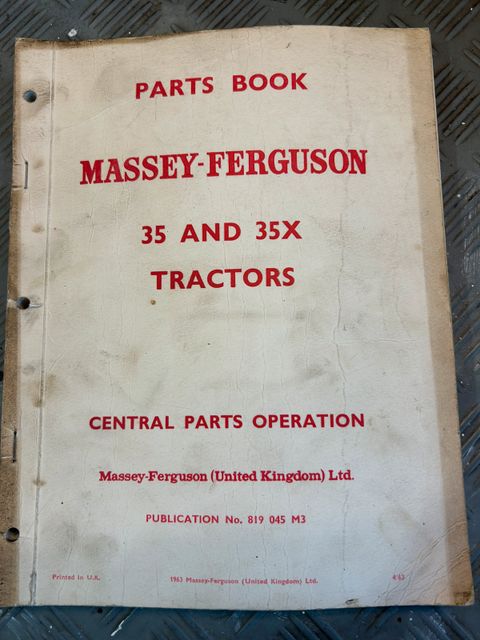 PARTS BOOK
MASSEY-FERGUSON
35 AND 35X
TRACTORS
CENTRAL PARTS OPERATION
Massey-Ferguson (United Kingdom) Ltd.
PUBLICATION No. 819 045 M3
Printed in U.K. 1963 Massey-Ferguson (United Kingdom) Ltd. 4/63